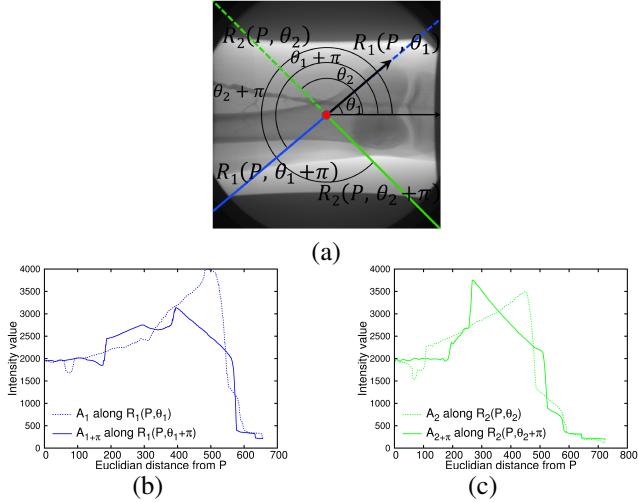 R₂(P, θ₂)
R₁(P, θ₁)
θ₁ + π
θ₂
θ₂ + π
θ₁
R₁(P, θ₁+π)
R₂(P, θ₂+π)
(a)
4000
3500
3000
2500
2000
1500
1000
500
0
Intensity value
A₁ along R₁(P,θ₁)
A₁₊π along R₁(P,θ₁+π)
0 100 200 300 400 500 600 700
Euclidian distance from P
(b)
4000
3500
3000
2500
2000
1500
1000
500
0
Intensity value
A₂ along R₂(P,θ₂)
A₂₊π along R₂(P,θ₂+π)
0 100 200 300 400 500 600 700 800
Euclidian distance from P
(c)